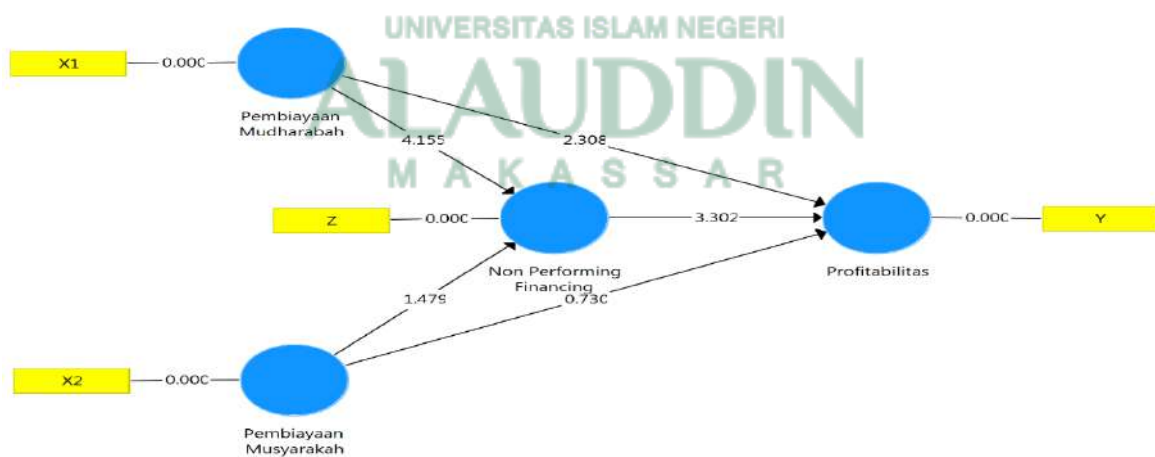 UNIVERSITAS ISLAM NEGERI
ALAUDDIN
MAKASSAR
X1
0.000
Pembiayaan
Mudharabah
4.155
2.308
Z
0.000
Non Performing
Financing
3.302
Profitabilitas
0.000
Y
1.479
0.730
X2
0.000
Pembiayaan
Musyarakah